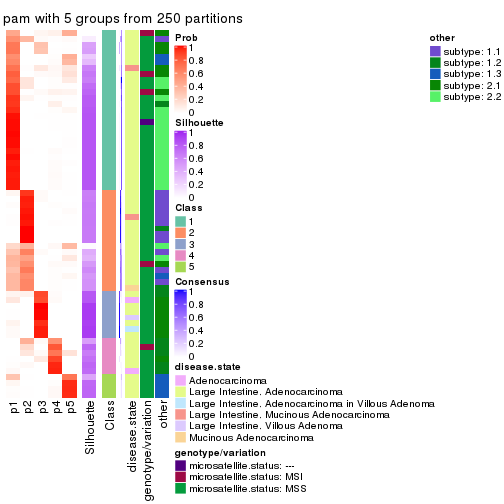 pam with 5 groups from 250 partitions
Prob
1
0.8
0.6
0.4
0.2
0
Silhouette
1
0.8
0.6
0.4
0.2
0
Class
1
2
3
4
5
Consensus
1
0.8
0.6
0.4
0.2
0
disease.state
Adenocarcinoma
Large Intestine. Adenocarcinoma
Large Intestine. Adenocarcinoma in Villous Adenoma
Large Intestine. Mucinous Adenocarcinoma
Large Intestine. Villous Adenoma
Mucinous Adenocarcinoma
genotype/variation
microsatellite.status: ---
microsatellite.status: MSI
microsatellite.status: MSS
other
subtype: 1.1
subtype: 1.2
subtype: 1.3
subtype: 2.1
subtype: 2.2
p1
p2
p3
p4
p5
Silhouette
Class
disease.state
genotype/variation
other